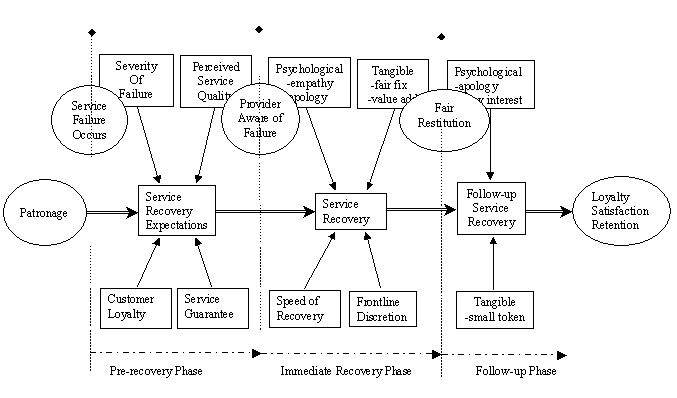 Severity
Of
Failure
Perceived
Service
Quality
Psychological
-empathy
Tangible
-fair fix
-value
Psychological
-apology
interest
Service
Failure
Occurs
Provider
Aware of
Failure
Fair
Restitution
Patronage
Service
Recovery
Expectations
Service
Recovery
Follow-up
Service
Recovery
Loyalty
Satisfaction
Retention
Customer
Loyalty
Service
Guarantee
Speed of
Recovery
Frontline
Discretion
Tangible
-small token
Pre-recovery Phase
Immediate Recovery Phase
Follow-up Phase